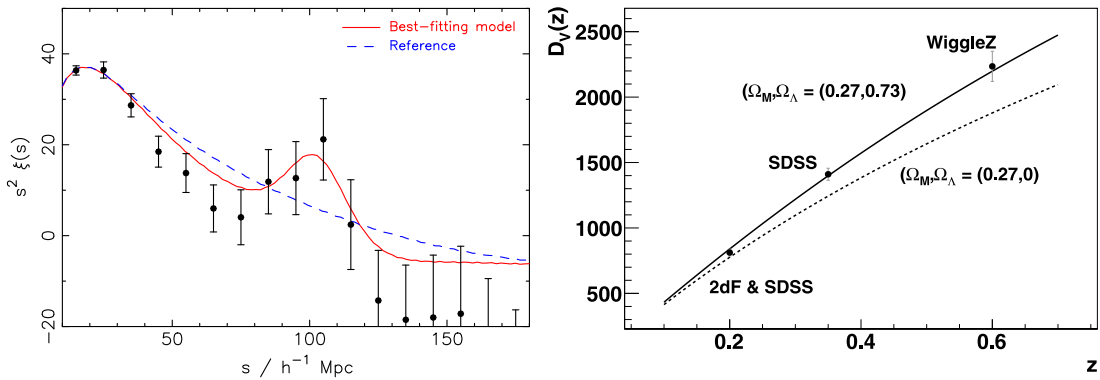 Best-fitting model
Reference
40
20
0
−20
50
100
150
s² ξ(s)
s / h⁻¹ Mpc
D_V(z)
2500
2000
1500
1000
500
WiggleZ
(Ω_M,Ω_Λ = (0.27,0.73)
SDSS
(Ω_M,Ω_Λ = (0.27,0)
2dF & SDSS
0.2
0.4
0.6
z